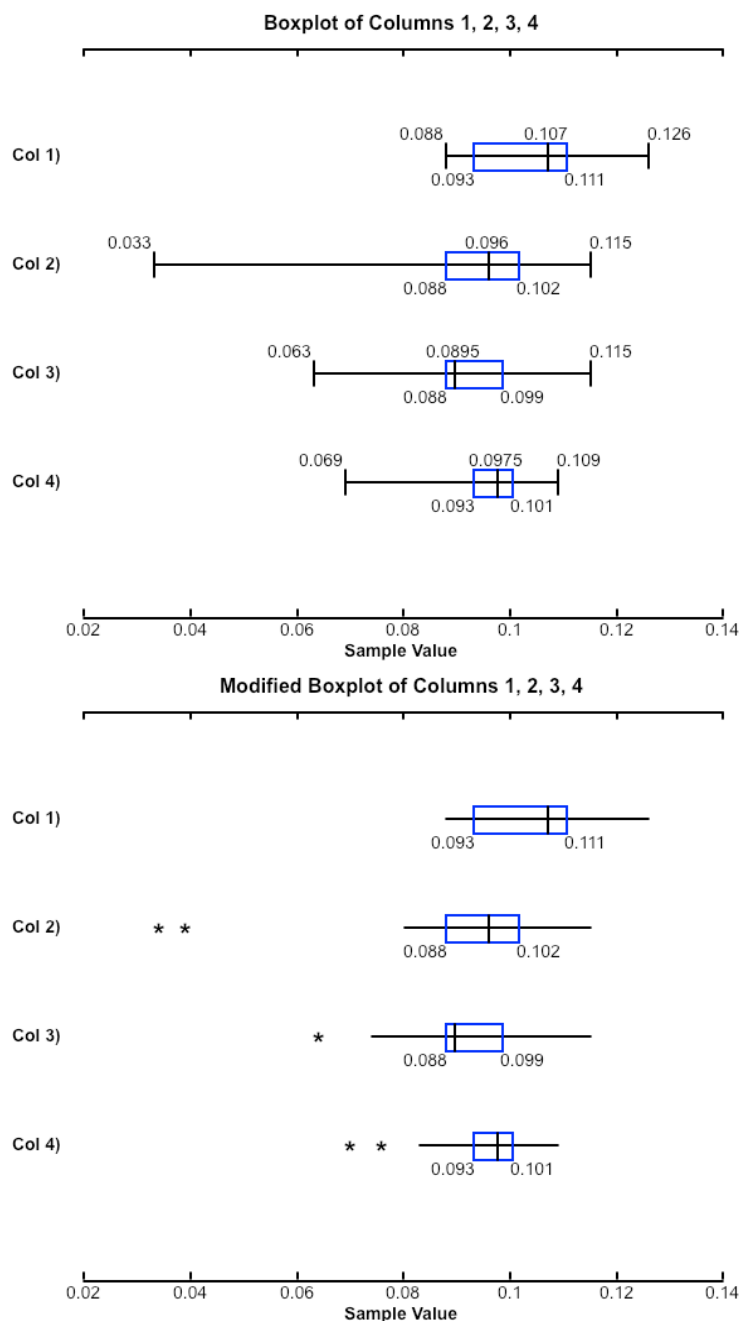 Boxplot of Columns 1, 2, 3, 4
0.088 0.107 0.126
Col 1)
0.093 0.111
0.033 0.096 0.115
Col 2)
0.088 0.102
0.063 0.0895 0.115
Col 3)
0.088 0.099
0.069 0.0975 0.109
Col 4)
0.093 0.101
0.02 0.04 0.06 0.08 0.1 0.12 0.14
Sample Value
Modified Boxplot of Columns 1, 2, 3, 4
Col 1)
0.093 0.111
Col 2) * *
0.088 0.102
Col 3) *
0.088 0.099
Col 4) * *
0.093 0.101
0.02 0.04 0.06 0.08 0.1 0.12 0.14
Sample Value